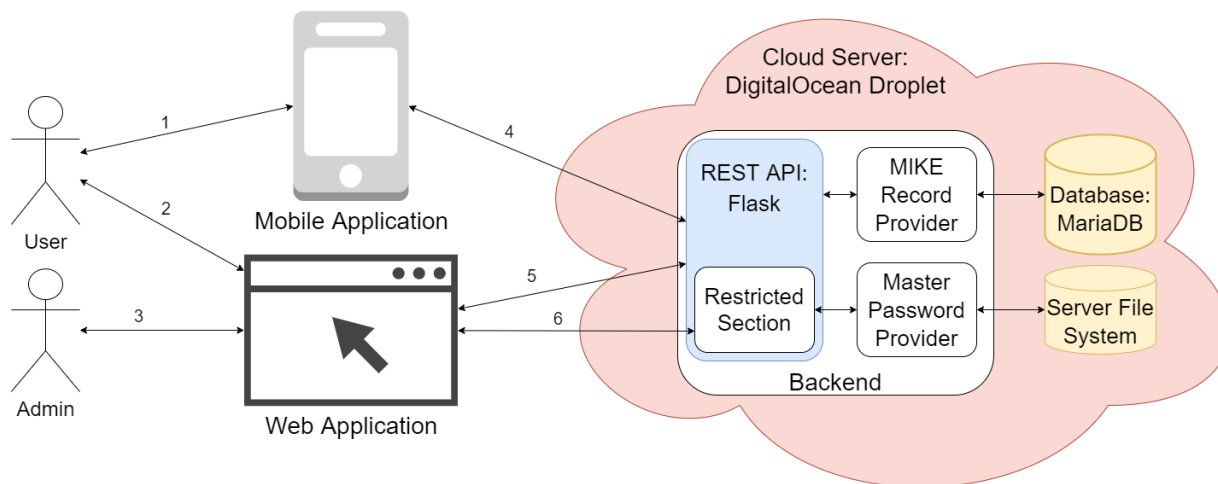 Cloud Server:
DigitalOcean Droplet
1
4
REST API:
Flask
MIKE
Record
Provider
Database:
MariaDB
2
Mobile Application
User
5
3
6
Restricted
Section
Master
Password
Provider
Server File
System
Backend
Admin
Web Application